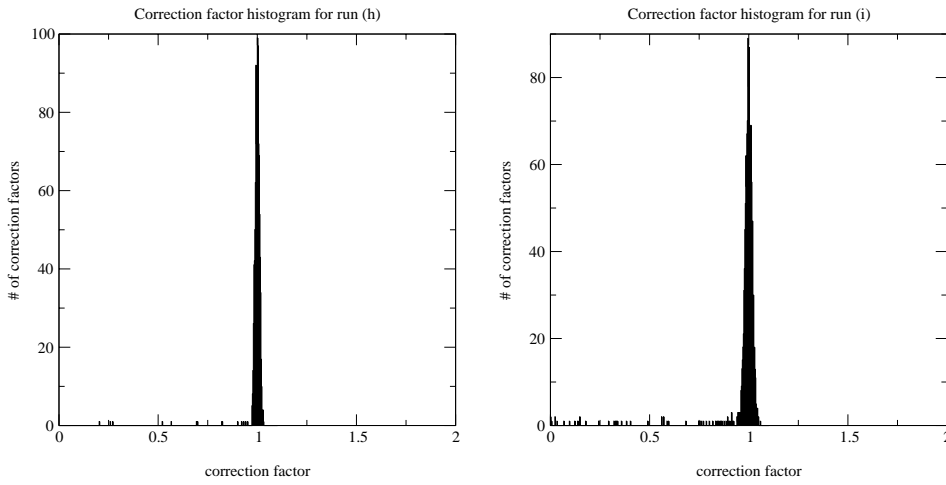 Correction factor histogram for run (h)
100
80
60
40
20
0
# of correction factors
0 0.5 1 1.5 2
correction factor
Correction factor histogram for run (i)
80
60
40
20
0
# of correction factors
0 0.5 1 1.5 2
correction factor